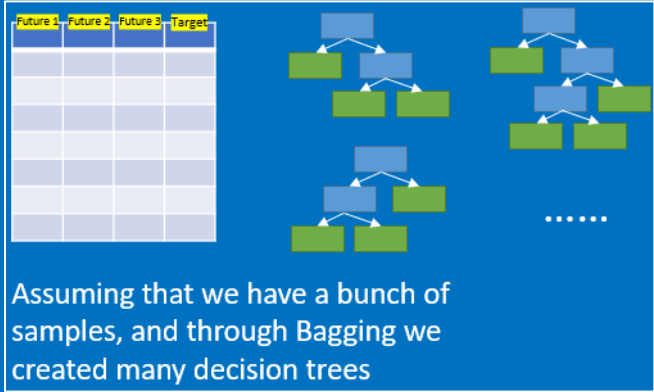 Future 1 Future 2 Future 3 Target
......
Assuming that we have a bunch of
samples, and through Bagging we
created many decision trees